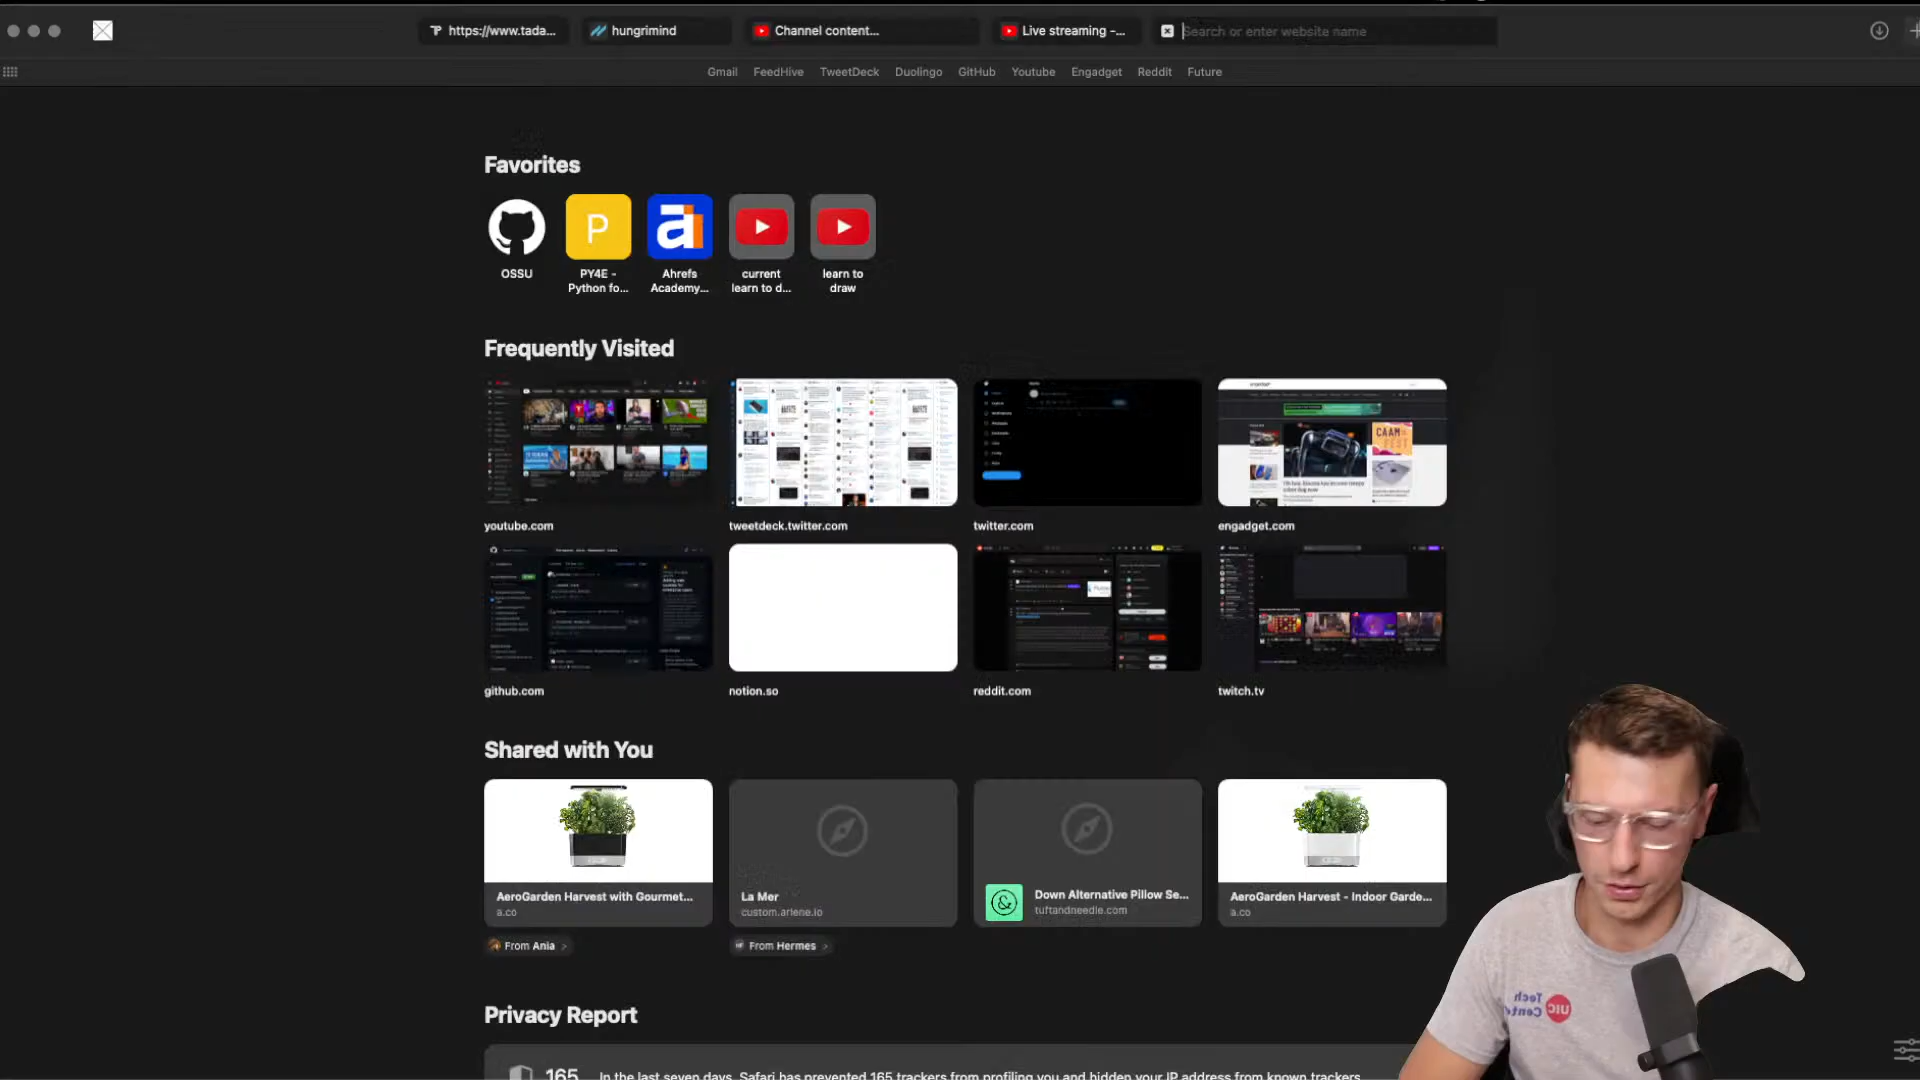 https://www.tada...
hungrimind
Channel content...
Live streaming -...
Search or enter website name
Gmail FeedHive TweetDeck Duolingo GitHub Youtube Engadget Reddit Future
Favorites
P
a
OSSU
PY4E -
Python fo...
Ahrefs
Academy...
current
learn to d...
learn to
draw
Frequently Visited
CAAM
FEST
youtube.com
tweetdeck.twitter.com
twitter.com
engadget.com
github.com
notion.so
reddit.com
twitch.tv
Shared with You
AeroGarden Harvest with Gourmet...
a.co
La Mer
custom.arlene.io
&
Down Alternative Pillow Se...
tuftandneedle.com
AeroGarden Harvest - Indoor Garde...
a.co
From Ania >
From Hermes >
Tech
Center
UIC
Privacy Report
165 In the last seven days, Safari has prevented 165 trackers from profiling you and hidden your IP address from known trackers.